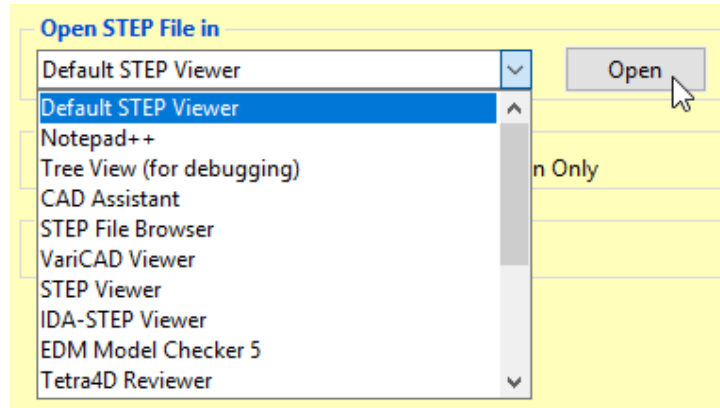 Open STEP File in
Default STEP Viewer Open
Default STEP Viewer
Notepad++
Tree View (for debugging)
n Only
CAD Assistant
STEP File Browser
VariCAD Viewer
STEP Viewer
IDA-STEP Viewer
EDM Model Checker 5
Tetra4D Reviewer